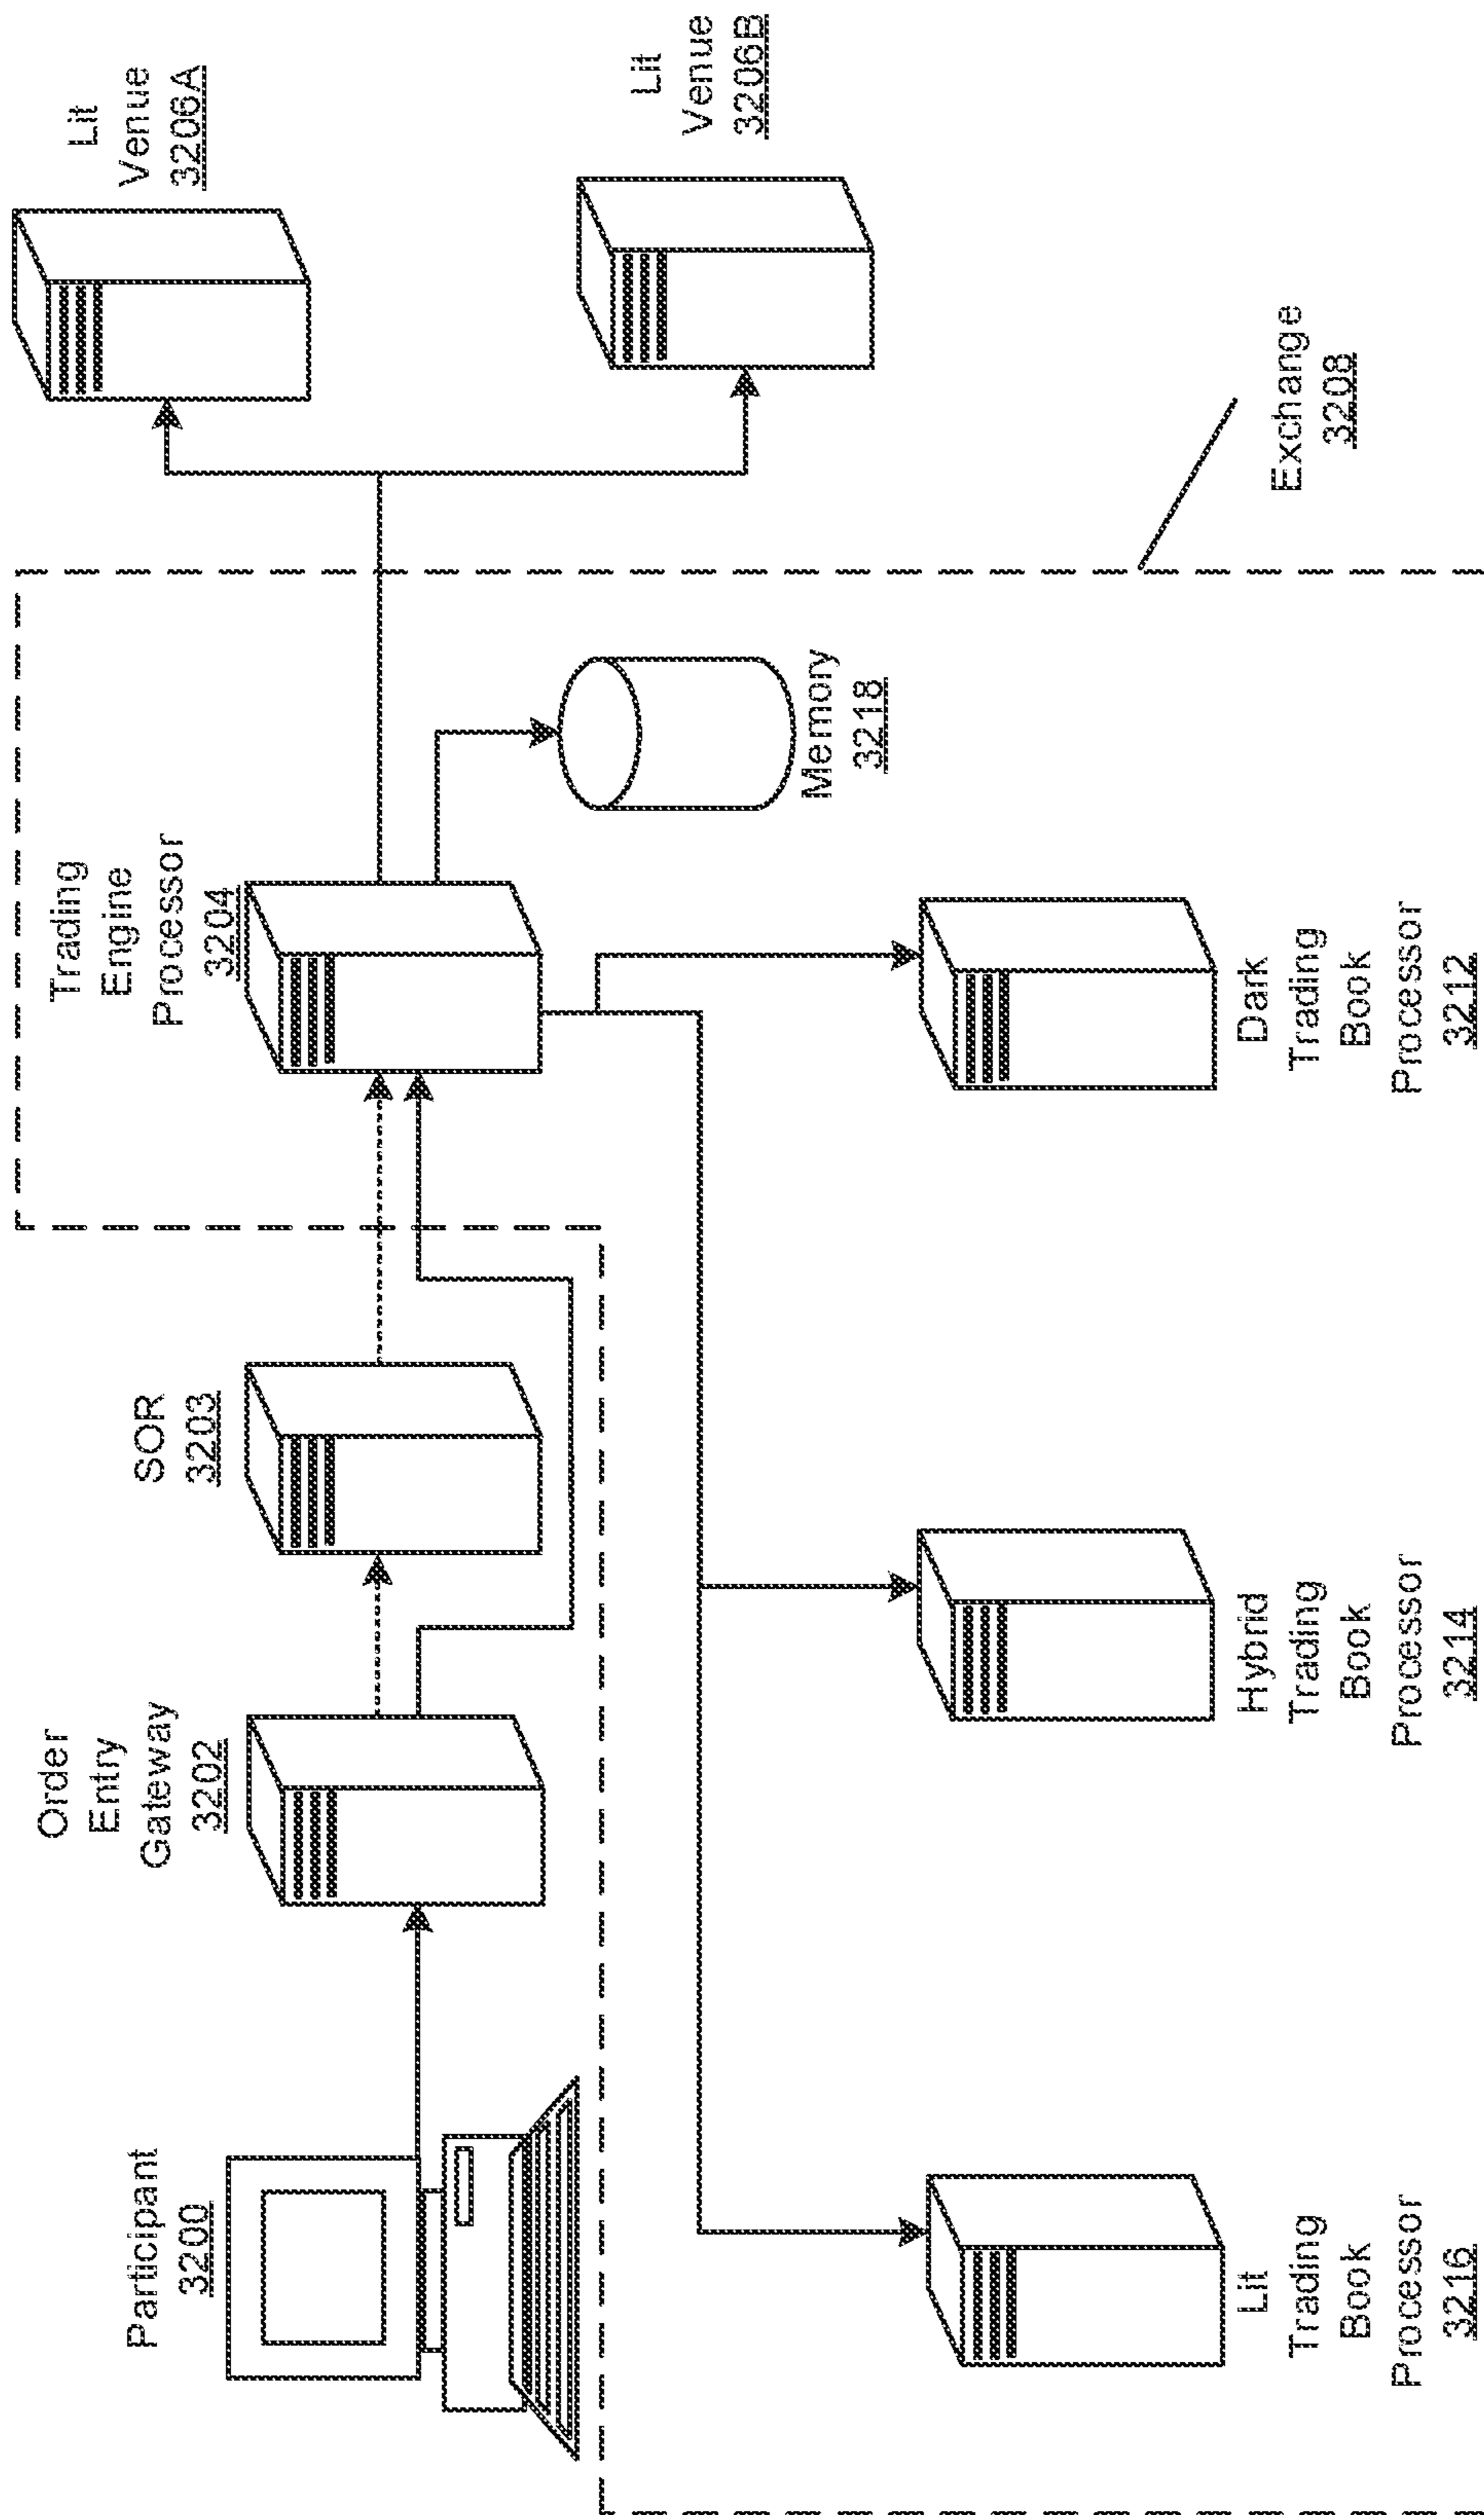 Participant
3200
Order
Entry
Gateway
3202
SOR
3203
Trading
Engine
Processor
3204
Lit
Venue
3206A
Lit
Venue
3206B
Memory
3218
Exchange
3208
Lit
Trading
Book
Processor
3216
Hybrid
Trading
Book
Processor
3214
Dark
Trading
Book
Processor
3212